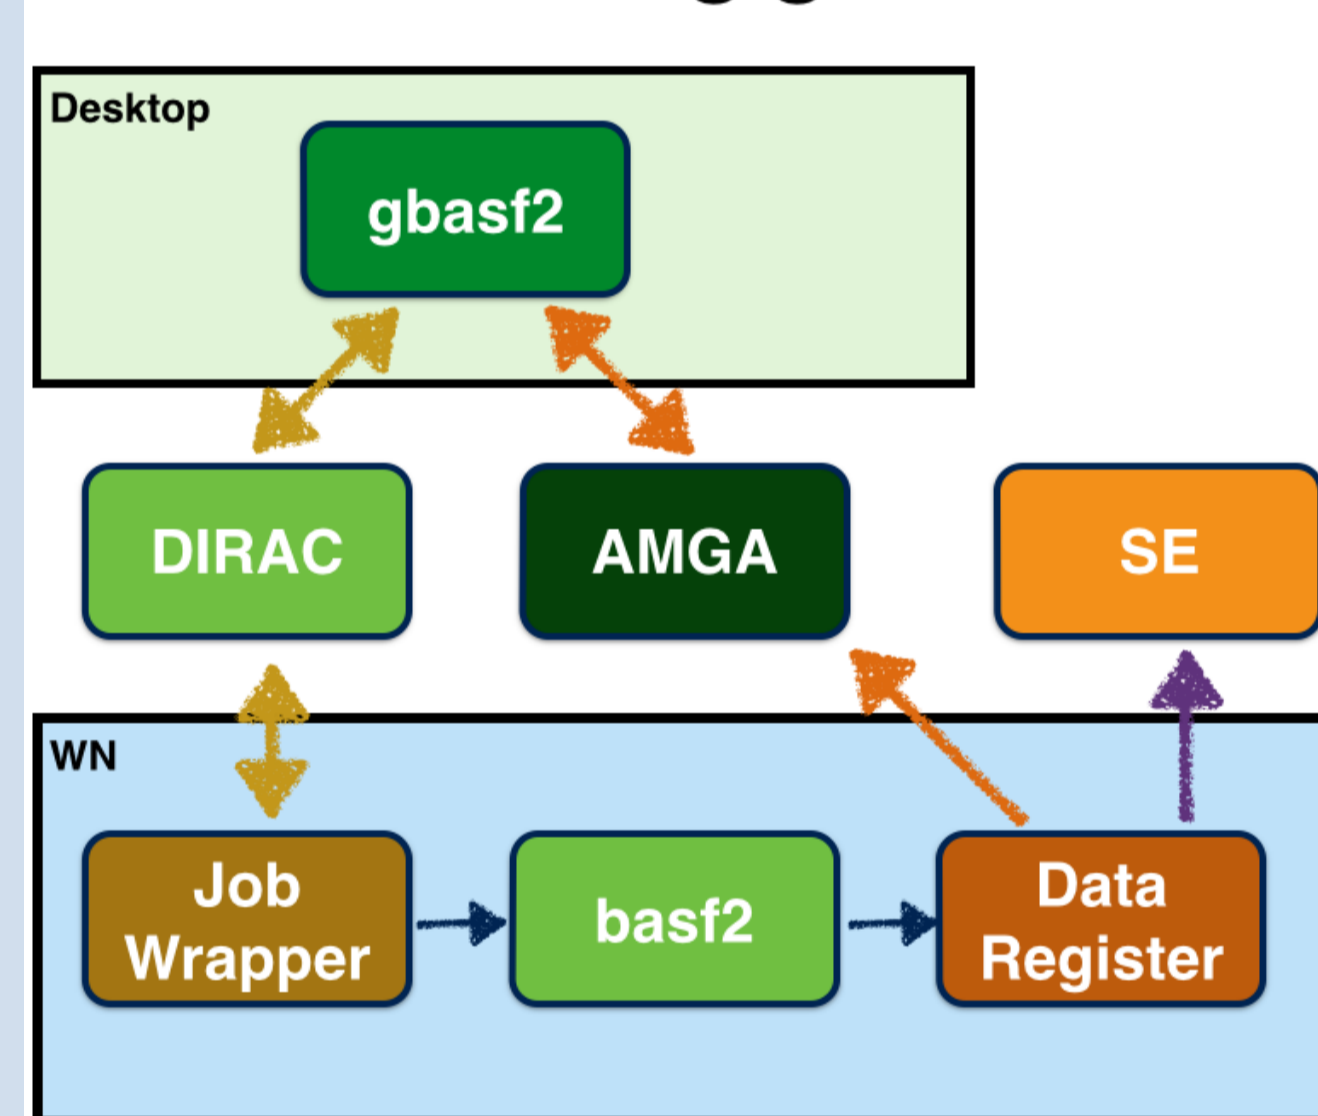 Desktop
gbasf2
DIRAC
AMGA
SE
WN
Job
Wrapper
basf2
Data
Register